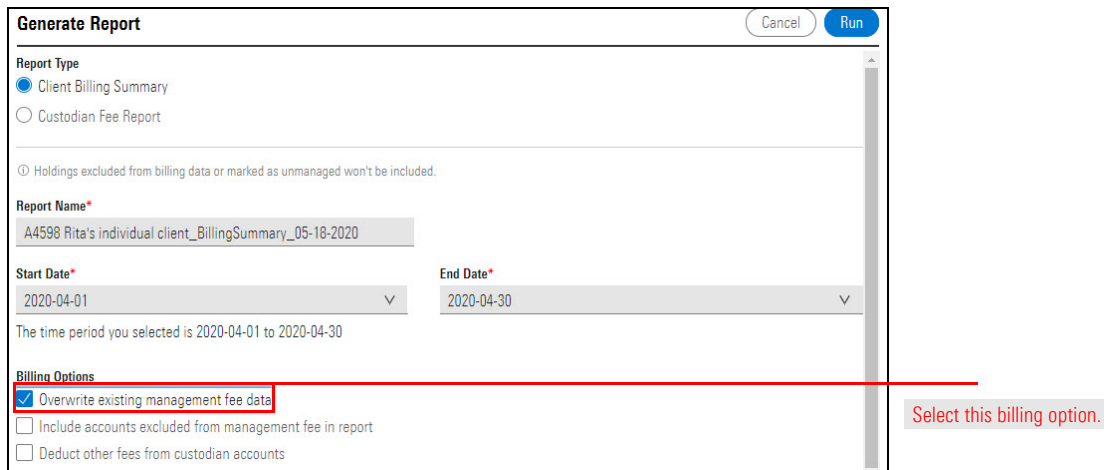 Generate Report
Cancel
Run
Report Type
Client Billing Summary
Custodian Fee Report
Holdings excluded from billing data or marked as unmanaged won't be included.
Report Name*
A4598 Rita's individual client_BillingSummary_05-18-2020
Start Date*
End Date*
2020-04-01
2020-04-30
The time period you selected is 2020-04-01 to 2020-04-30
Billing Options
Overwrite existing management fee data
Select this billing option.
Include accounts excluded from management fee in report
Deduct other fees from custodian accounts